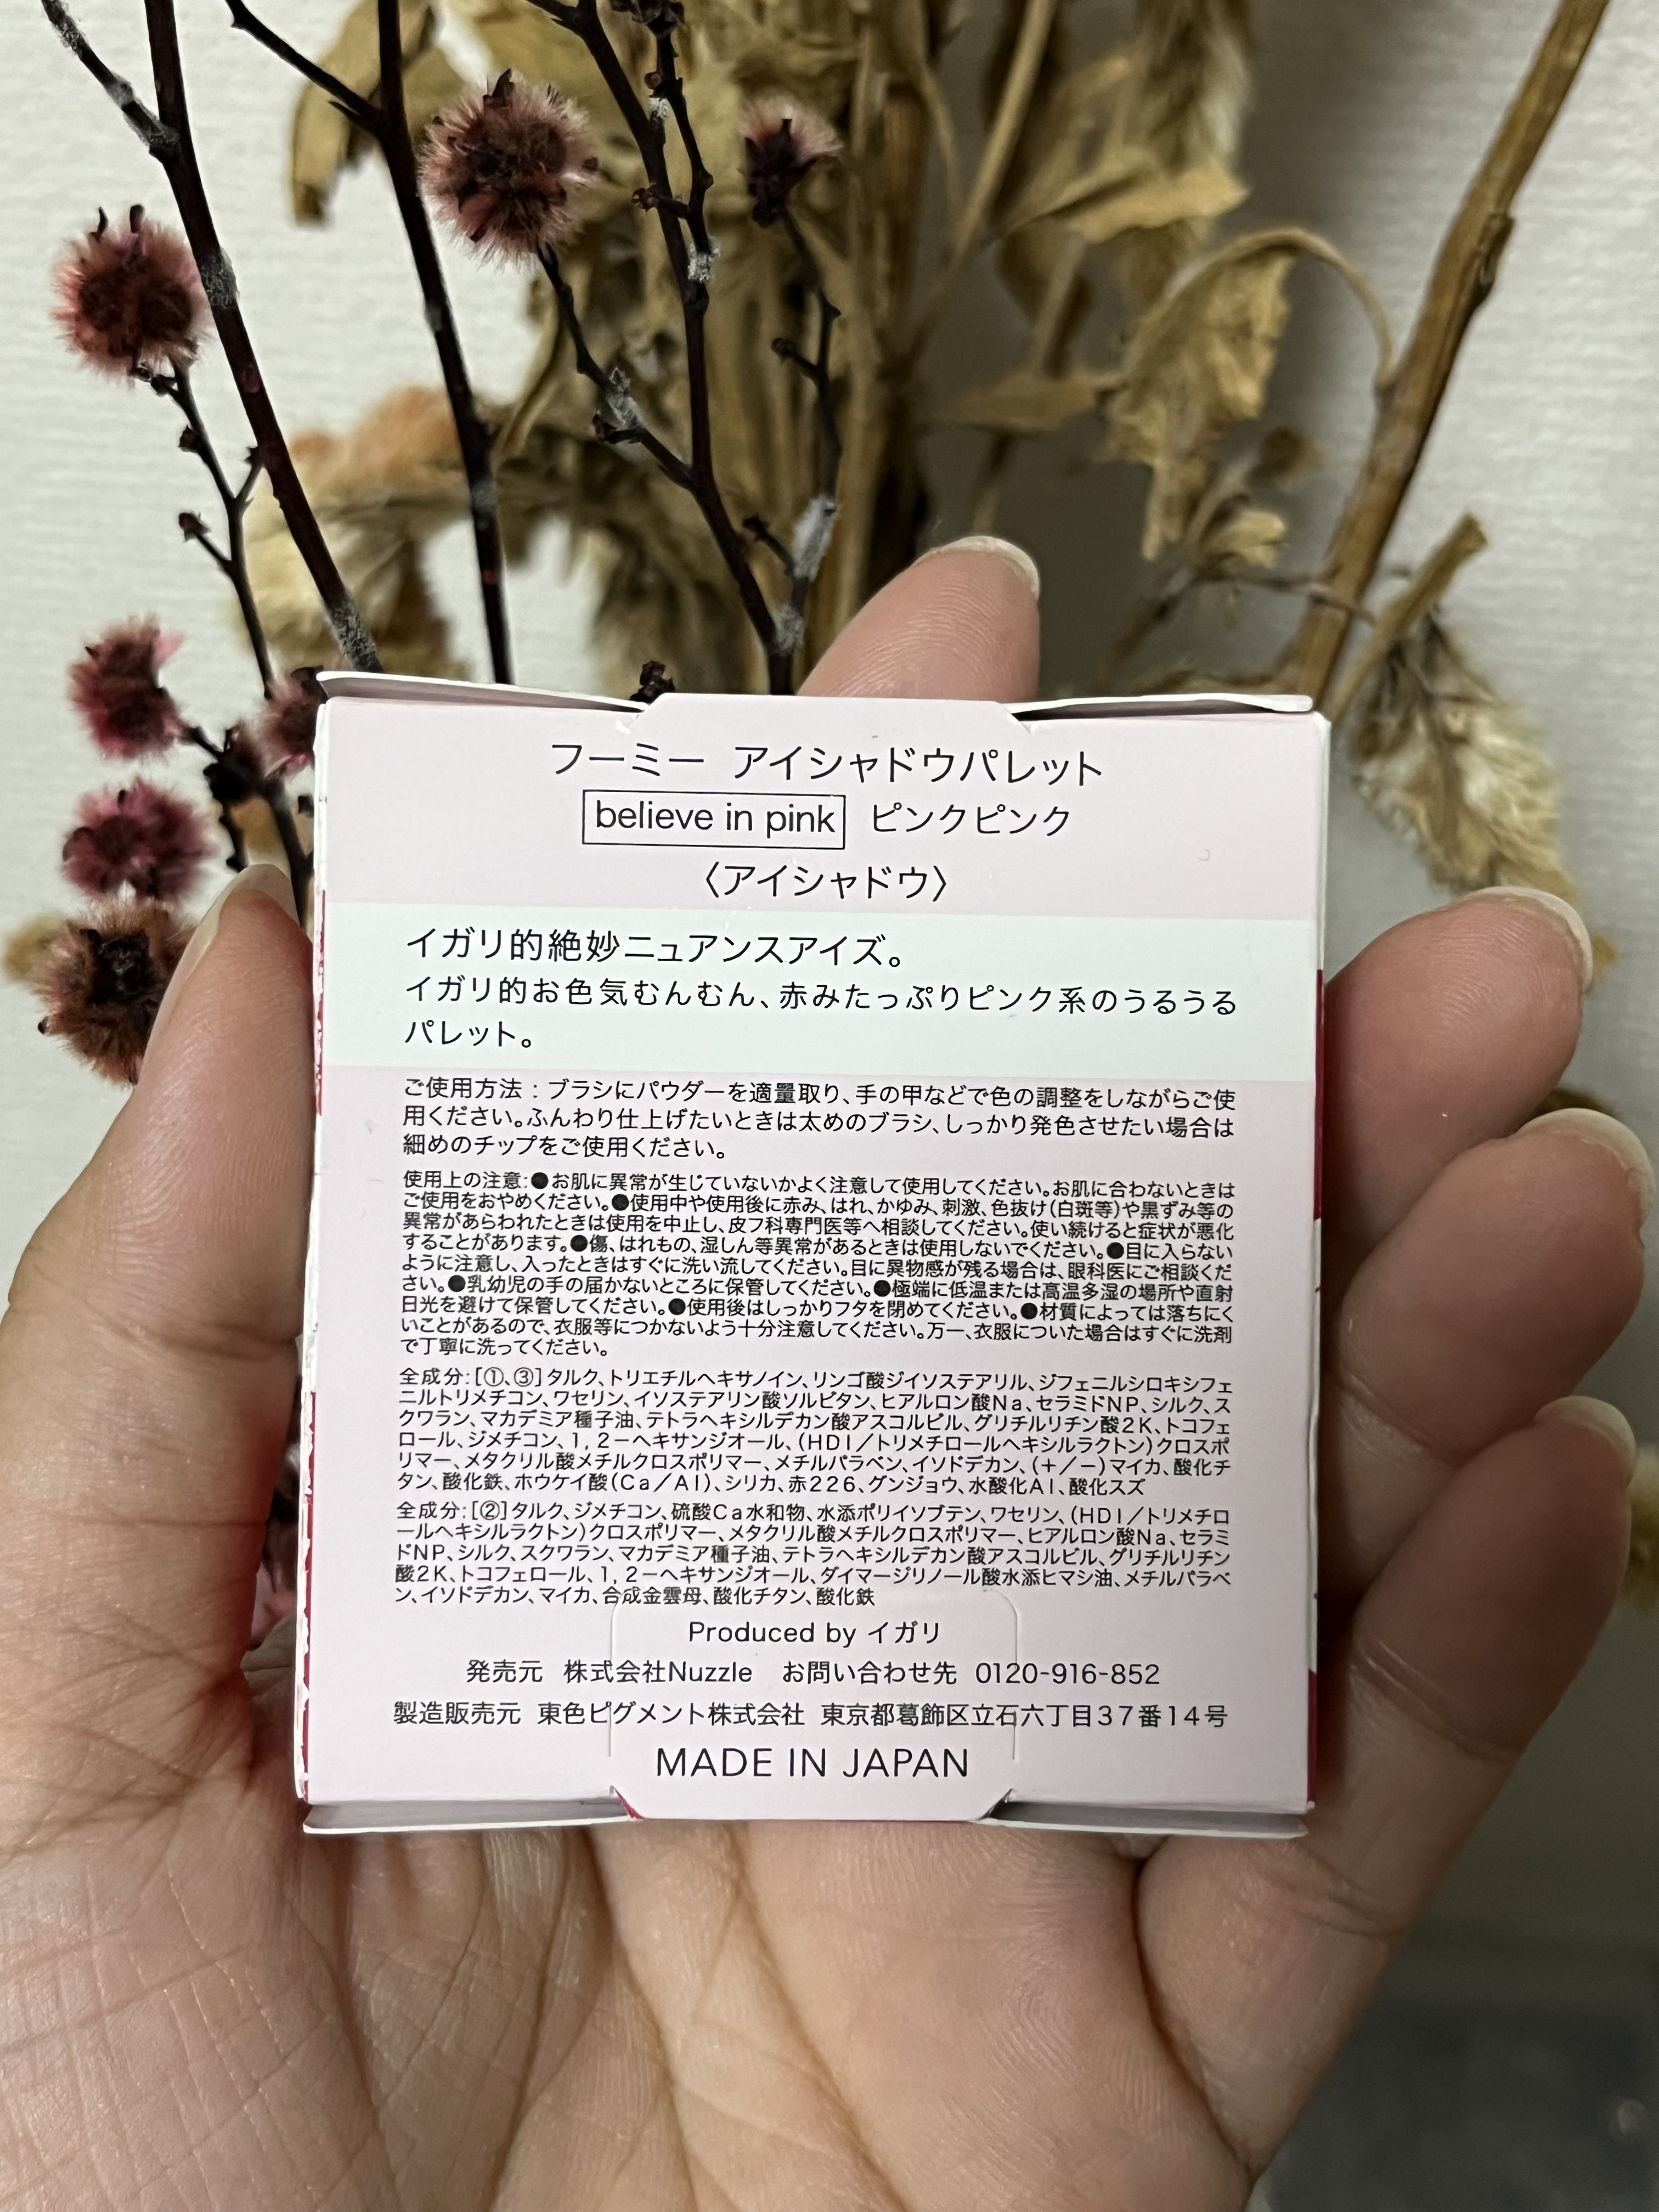 フーミー アイシャドウパレット
believe in pink ピンクピンク
〈アイシャドウ〉
イガリ的絶妙ニュアンスアイズ。
イガリ的お色気むんむん、赤みたっぷりピンク系のうるうる
パレット。
ご使用方法：ブラシにパウダーを適量取り、手の甲などで色の調整をしながらご使
用ください。ふんわり仕上げたいときは太めのブラシ、しっかり発色させたい場合は
細めのチップをご使用ください。
使用上の注意:●お肌に異常が生じていないかよく注意して使用してください。お肌に合わないときは
ご使用をおやめください。●使用中や使用後に赤み、はれ、かゆみ、刺激、色抜け(白斑等)や黒ずみ等の
異常があらわれたときは使用を中止し、皮フ科専門医等へ相談してください。使い続けると症状が悪化
することがあります。●傷、はれもの、湿しん等異常があるときは使用しないでください。●目に入らない
ように注意し、入ったときはすぐに洗い流してください。目に異物感が残る場合は、眼科医にご相談くだ
さい。●乳幼児の手の届かないところに保管してください。●極端に低温または高温多湿の場所や直射
日光を避けて保管してください。●使用後はしっかりフタを閉めてください。●材質によっては落ちにく
いことがあるので、衣服等につかないよう十分注意してください。万一、衣服についた場合はすぐに洗剤
で丁寧に洗ってください。
全成分:[①、③]タルク、トリエチルヘキサノイン、リンゴ酸ジイソステアリル、ジフェニルシロキシフェ
ニルトリメチコン、ワセリン、イソステアリン酸ソルビタン、ヒアルロン酸Na、セラミドNP、シルク、ス
クワラン、マカデミア種子油、テトラヘキシルデカン酸アスコルビル、グリチルリチン酸2K、トコフェ
ロール、ジメチコン、1,2－ヘキサンジオール、(HDI／トリメチロールヘキシルラクトン)クロスポ
リマー、メタクリル酸メチルクロスポリマー、メチルパラベン、イソドデカン、(＋／－)マイカ、酸化チ
タン、酸化鉄、ホウケイ酸(Ca／Al)、シリカ、赤226、グンジョウ、水酸化Al、酸化スズ
全成分:[②]タルク、ジメチコン、硫酸Ca水和物、水添ポリイソブテン、ワセリン、(HDI／トリメチロ
ールヘキシルラクトン)クロスポリマー、メタクリル酸メチルクロスポリマー、ヒアルロン酸Na、セラミ
ドNP、シルク、スクワラン、マカデミア種子油、テトラヘキシルデカン酸アスコルビル、グリチルリチン
酸2K、トコフェロール、1,2－ヘキサンジオール、ダイマージリノール酸水添ヒマシ油、メチルパラベ
ン、イソドデカン、マイカ、合成金雲母、酸化チタン、酸化鉄
Produced by イガリ
発売元 株式会社Nuzzle お問い合わせ先 0120-916-852
製造販売元 東色ピグメント株式会社 東京都葛飾区立石六丁目37番14号
MADE IN JAPAN